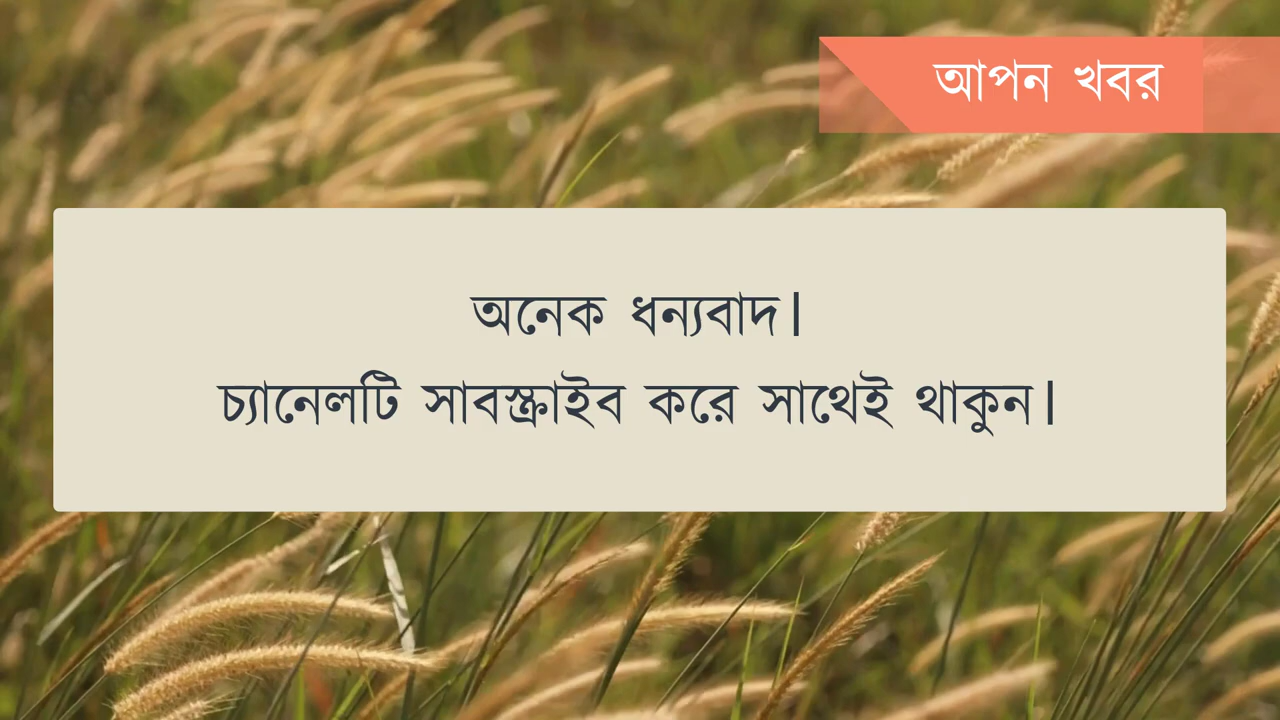 আপন খবর
অনেক ধন্যবাদ।
চ্যানেলটি সাবস্ক্রাইব করে সাথেই থাকুন।